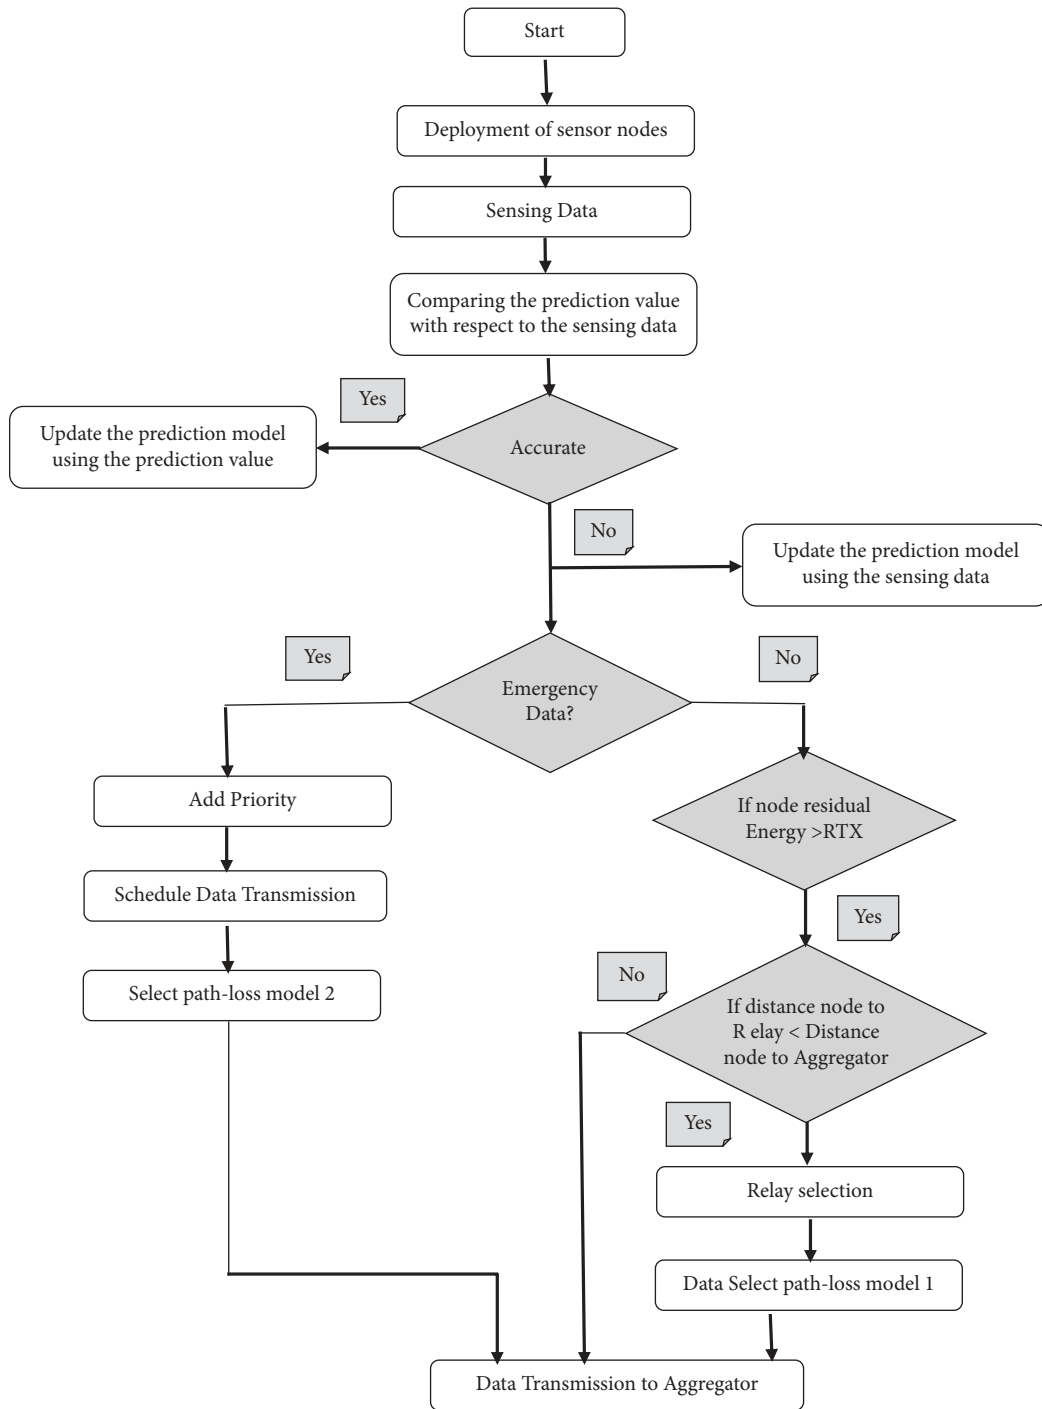 Start
Deployment of sensor nodes
Sensing Data
Comparing the prediction value
with respect to the sensing data
Yes
Update the prediction model
using the prediction value
Accurate
No
Update the prediction model
using the sensing data
Yes
No
Emergency
Data?
Add Priority
If node residual
Energy >RTX
Schedule Data Transmission
Yes
Select path-loss model 2
No
If distance node to
R elay < Distance
node to Aggregator
Yes
Relay selection
Data Select path-loss model 1
Data Transmission to Aggregator